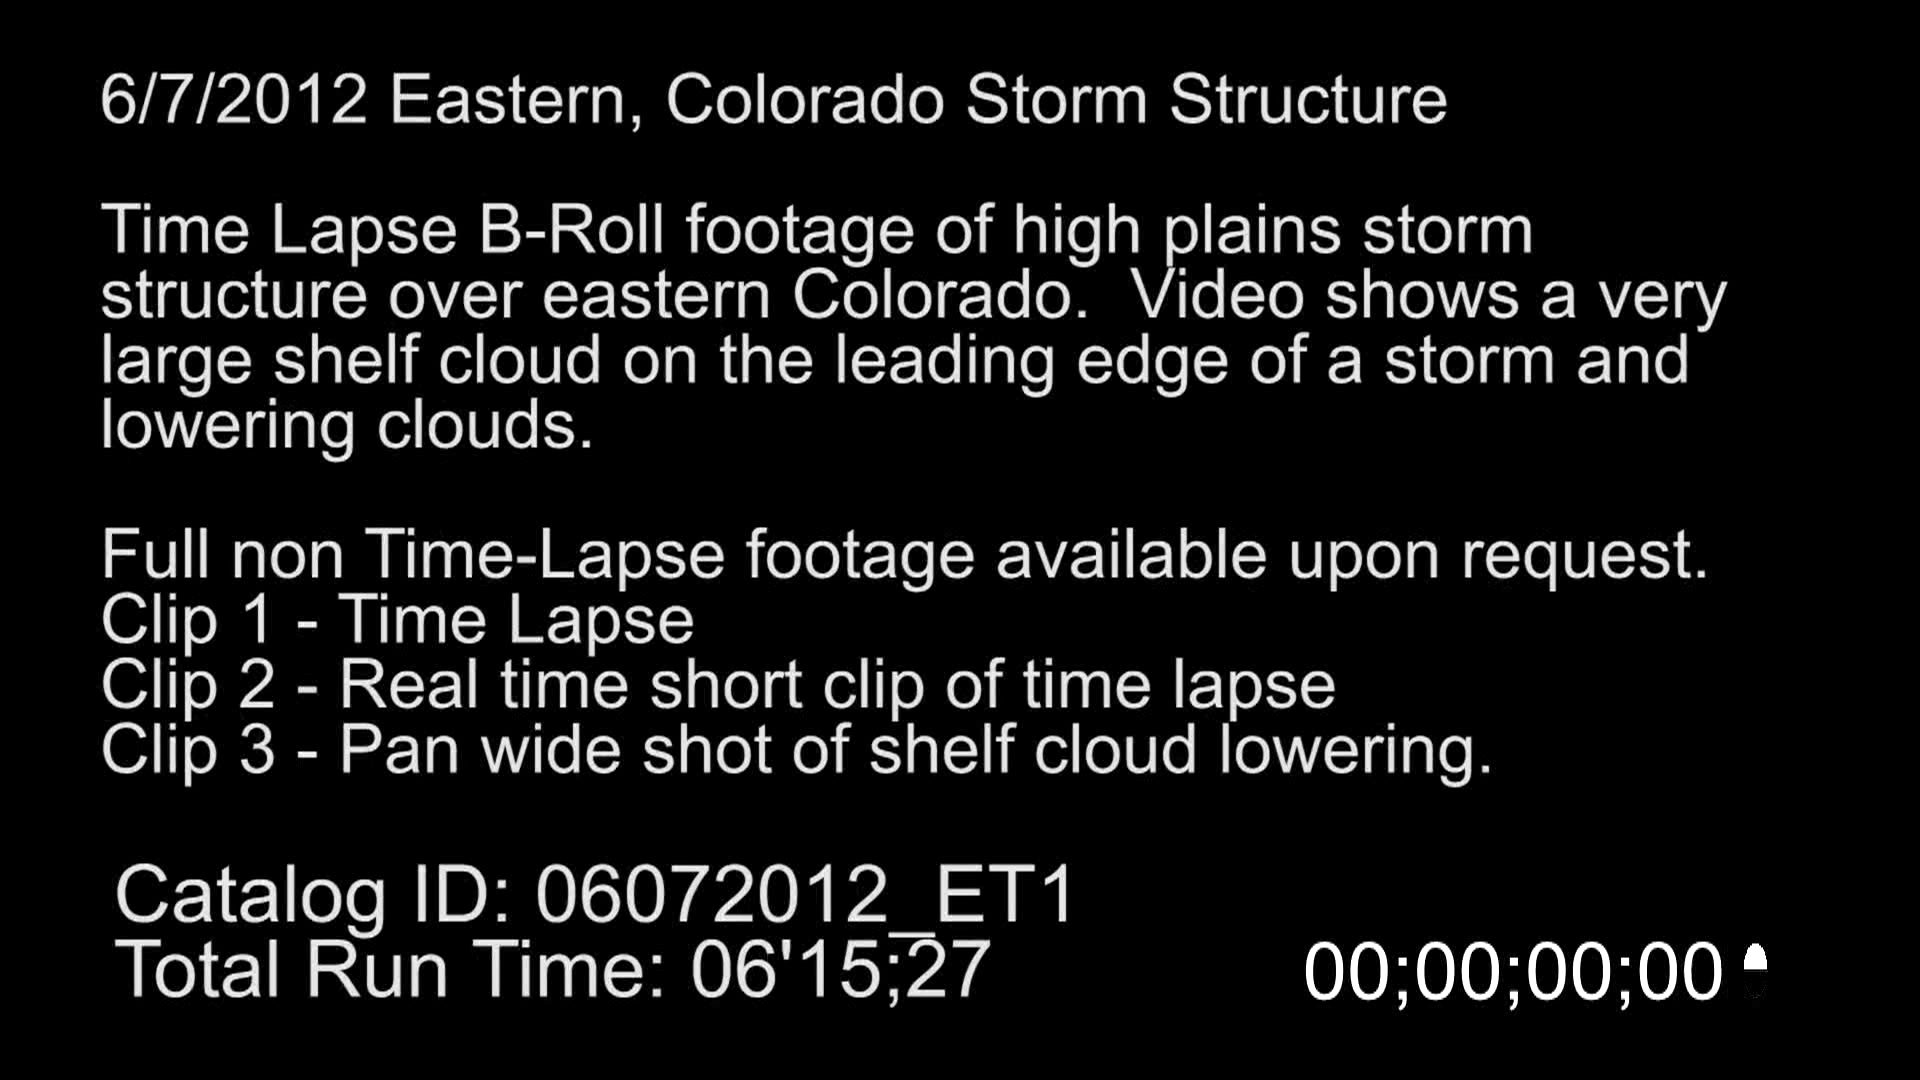 6/7/2012 Eastern, Colorado Storm Structure
Time Lapse B-Roll footage of high plains storm
structure over eastern Colorado.  Video shows a very
large shelf cloud on the leading edge of a storm and
lowering clouds.
Full non Time-Lapse footage available upon request.
Clip 1 - Time Lapse
Clip 2 - Real time short clip of time lapse
Clip 3 - Pan wide shot of shelf cloud lowering.
Catalog ID: 06072012_ET1
Total Run Time: 06'15;27
00;00;00;00